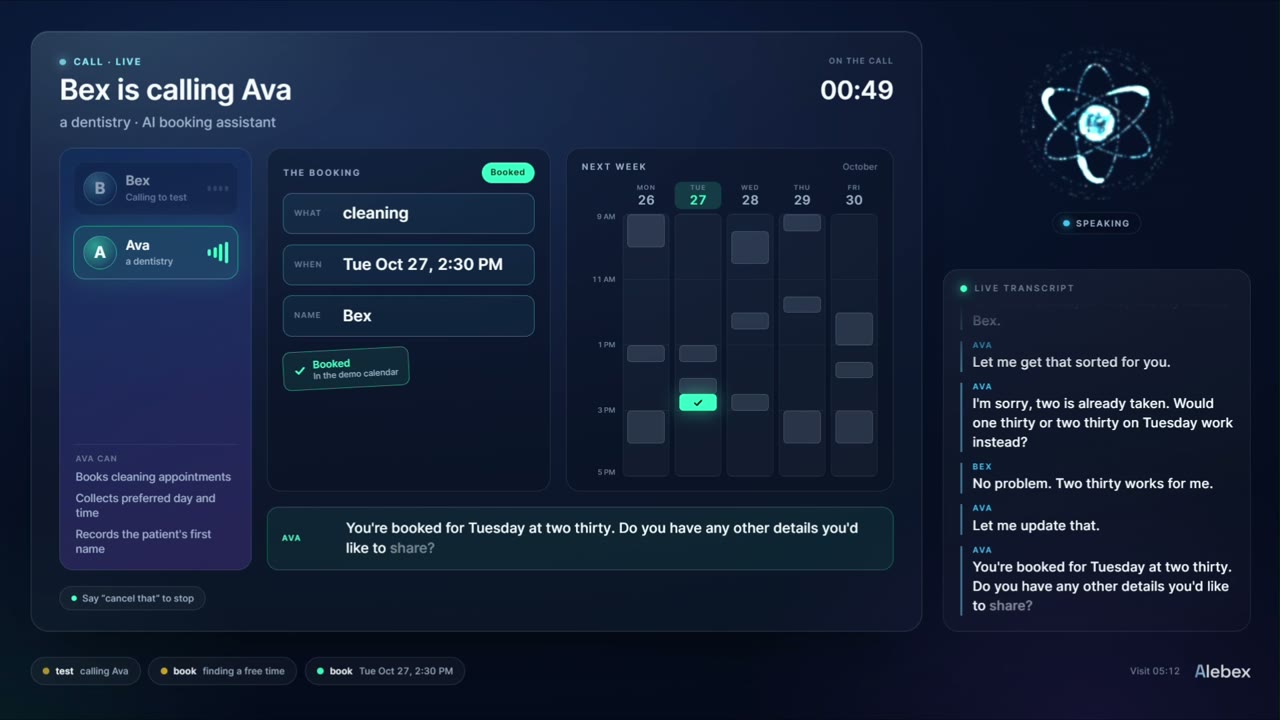 CALL · LIVE
Bex is calling Ava
a dentistry · AI booking assistant
ON THE CALL
00:49
B
Bex
Calling to test
A
Ava
a dentistry
AVA CAN
Books cleaning appointments
Collects preferred day and
time
Records the patient's first
name
THE BOOKING
Booked
WHAT cleaning
WHEN Tue Oct 27, 2:30 PM
NAME Bex
Booked
In the demo calendar
NEXT WEEK
October
MON TUE WED THU FRI
26 27 28 29 30
9 AM
11 AM
1 PM
3 PM
5 PM
AVA
You're booked for Tuesday at two thirty. Do you have any other details you'd
like to share?
Say "cancel that" to stop
SPEAKING
LIVE TRANSCRIPT
Bex.
AVA
Let me get that sorted for you.
AVA
I'm sorry, two is already taken. Would
one thirty or two thirty on Tuesday work
instead?
BEX
No problem. Two thirty works for me.
AVA
Let me update that.
AVA
You're booked for Tuesday at two thirty.
Do you have any other details you'd like
to share?
test calling Ava
book finding a free time
book Tue Oct 27, 2:30 PM
Visit 05:12
Alebex